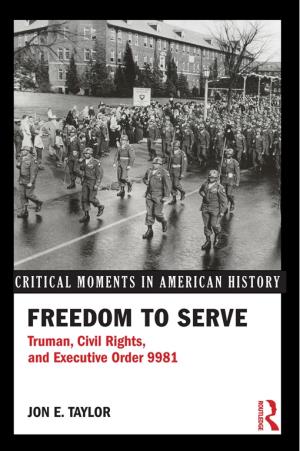 CRITICAL MOMENTS IN AMERICAN HISTORY
FREEDOM TO SERVE
Truman, Civil Rights,
and Executive Order 9981
JON E. TAYLOR
ROUTLEDGE